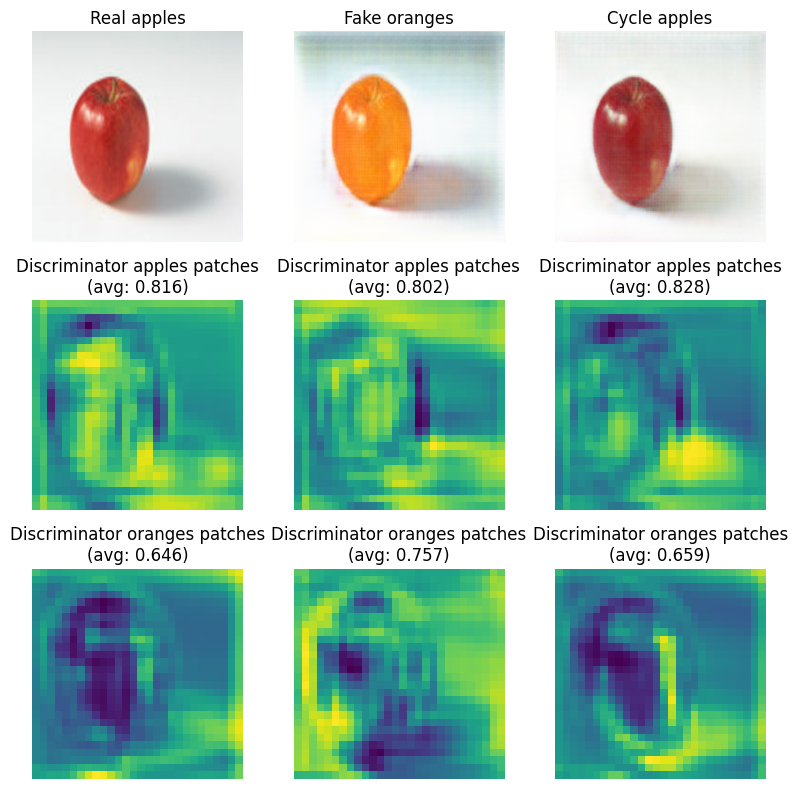 Real apples
Fake oranges
Cycle apples
Discriminator apples patches
(avg: 0.816)
Discriminator apples patches
(avg: 0.802)
Discriminator apples patches
(avg: 0.828)
Discriminator oranges patches
(avg: 0.646)
Discriminator oranges patches
(avg: 0.757)
Discriminator oranges patches
(avg: 0.659)